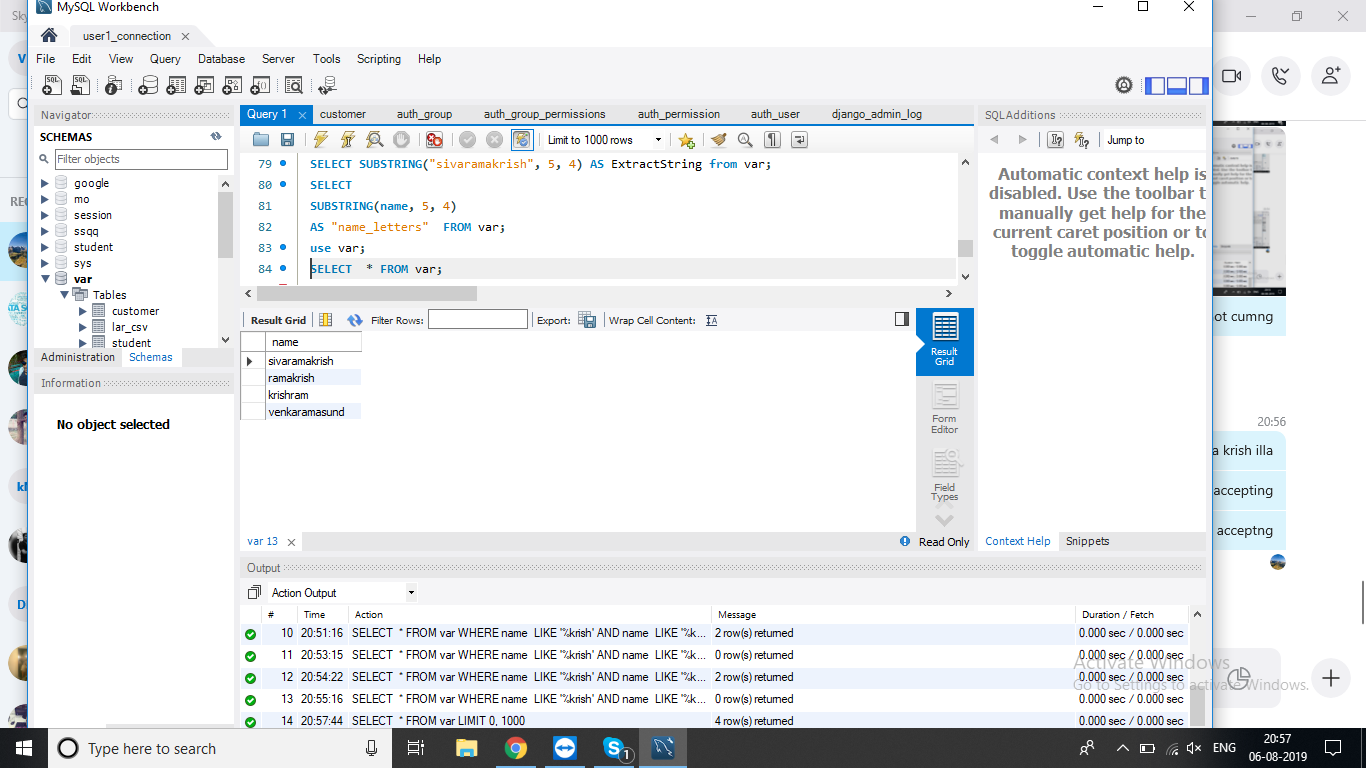 Sky
MySQL Workbench
user1_connection
File Edit View Query Database Server Tools Scripting Help
Navigator
SCHEMAS
Filter objects
google
mo
session
ssqq
student
sys
var
Tables
customer
lar_csv
student
Administration Schemas
Information
No object selected
Query 1 customer auth_group auth_group_permissions auth_permission auth_user django_admin_log
Limit to 1000 rows
79 SELECT SUBSTRING("sivaramakrish", 5, 4) AS ExtractString from var;
80 SELECT
81 SUBSTRING(name, 5, 4)
82 AS "name_letters"  FROM var;
83 use var;
84 SELECT  * FROM var;
Result Grid Filter Rows: Export: Wrap Cell Content:
name
sivaramakrish
ramakrish
krishram
venkaramasund
Result Grid
Form Editor
Field Types
var 13
Read Only
SQLAdditions
Jump to
Automatic context help is
disabled. Use the toolbar t
manually get help for the
current caret position or to
toggle automatic help.
Context Help Snippets
Output
Action Output
# Time Action Message Duration / Fetch
10 20:51:16 SELECT * FROM var WHERE name LIKE '%krish' AND name LIKE '%k... 2 row(s) returned 0.000 sec / 0.000 sec
11 20:53:15 SELECT * FROM var WHERE name LIKE '%krish' AND name LIKE '%k... 0 row(s) returned 0.000 sec / 0.000 sec
12 20:54:22 SELECT * FROM var WHERE name LIKE '%krish' AND name LIKE '%k... 2 row(s) returned 0.000 sec / 0.000 sec
13 20:55:16 SELECT * FROM var WHERE name LIKE '%krish' AND name LIKE '%k... 0 row(s) returned 0.000 sec / 0.000 sec
14 20:57:44 SELECT * FROM var LIMIT 0, 1000 4 row(s) returned 0.000 sec / 0.000 sec
V
REC
kl
D
ot cumng
20:56
a krish illa
accepting
acceptng
Activate Windows
Go to Settings to activate Windows.
Type here to search
1
ENG
20:57
06-08-2019